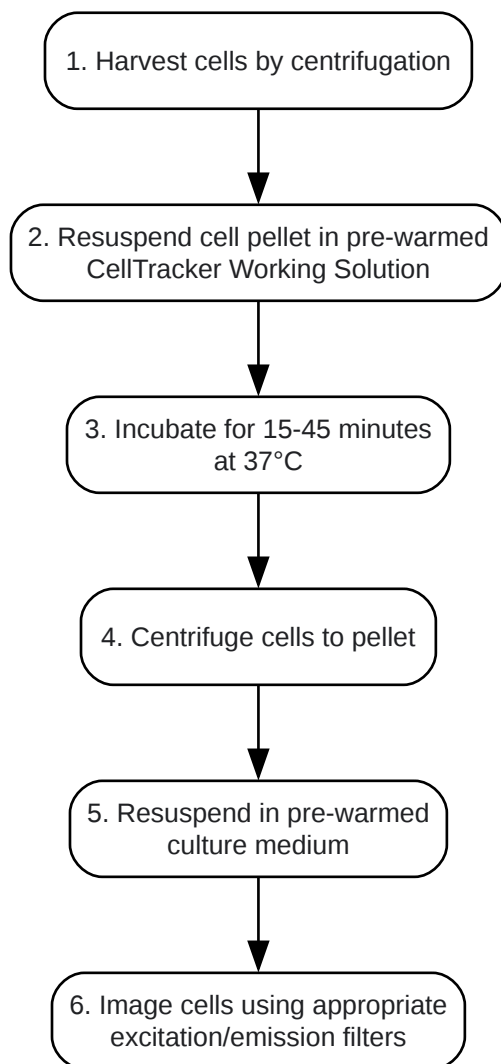 1. Harvest cells by centrifugation
2. Resuspend cell pellet in pre-warmed
CellTracker Working Solution
3. Incubate for 15-45 minutes
at 37°C
4. Centrifuge cells to pellet
5. Resuspend in pre-warmed
culture medium
6. Image cells using appropriate
excitation/emission filters